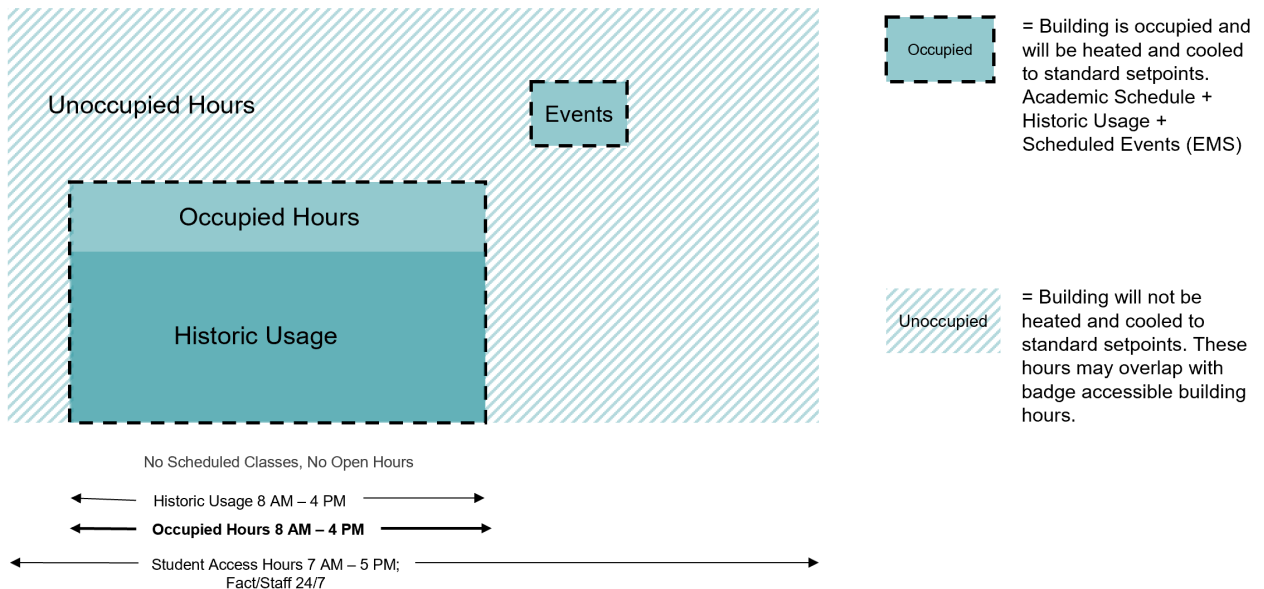 Unoccupied Hours
Events
Occupied Hours
Historic Usage
No Scheduled Classes, No Open Hours
Historic Usage 8 AM – 4 PM
Occupied Hours 8 AM – 4 PM
Student Access Hours 7 AM – 5 PM;
Fact/Staff 24/7
Occupied
= Building is occupied and
will be heated and cooled
to standard setpoints.
Academic Schedule +
Historic Usage +
Scheduled Events (EMS)
Unoccupied
= Building will not be
heated and cooled to
standard setpoints. These
hours may overlap with
badge accessible building
hours.